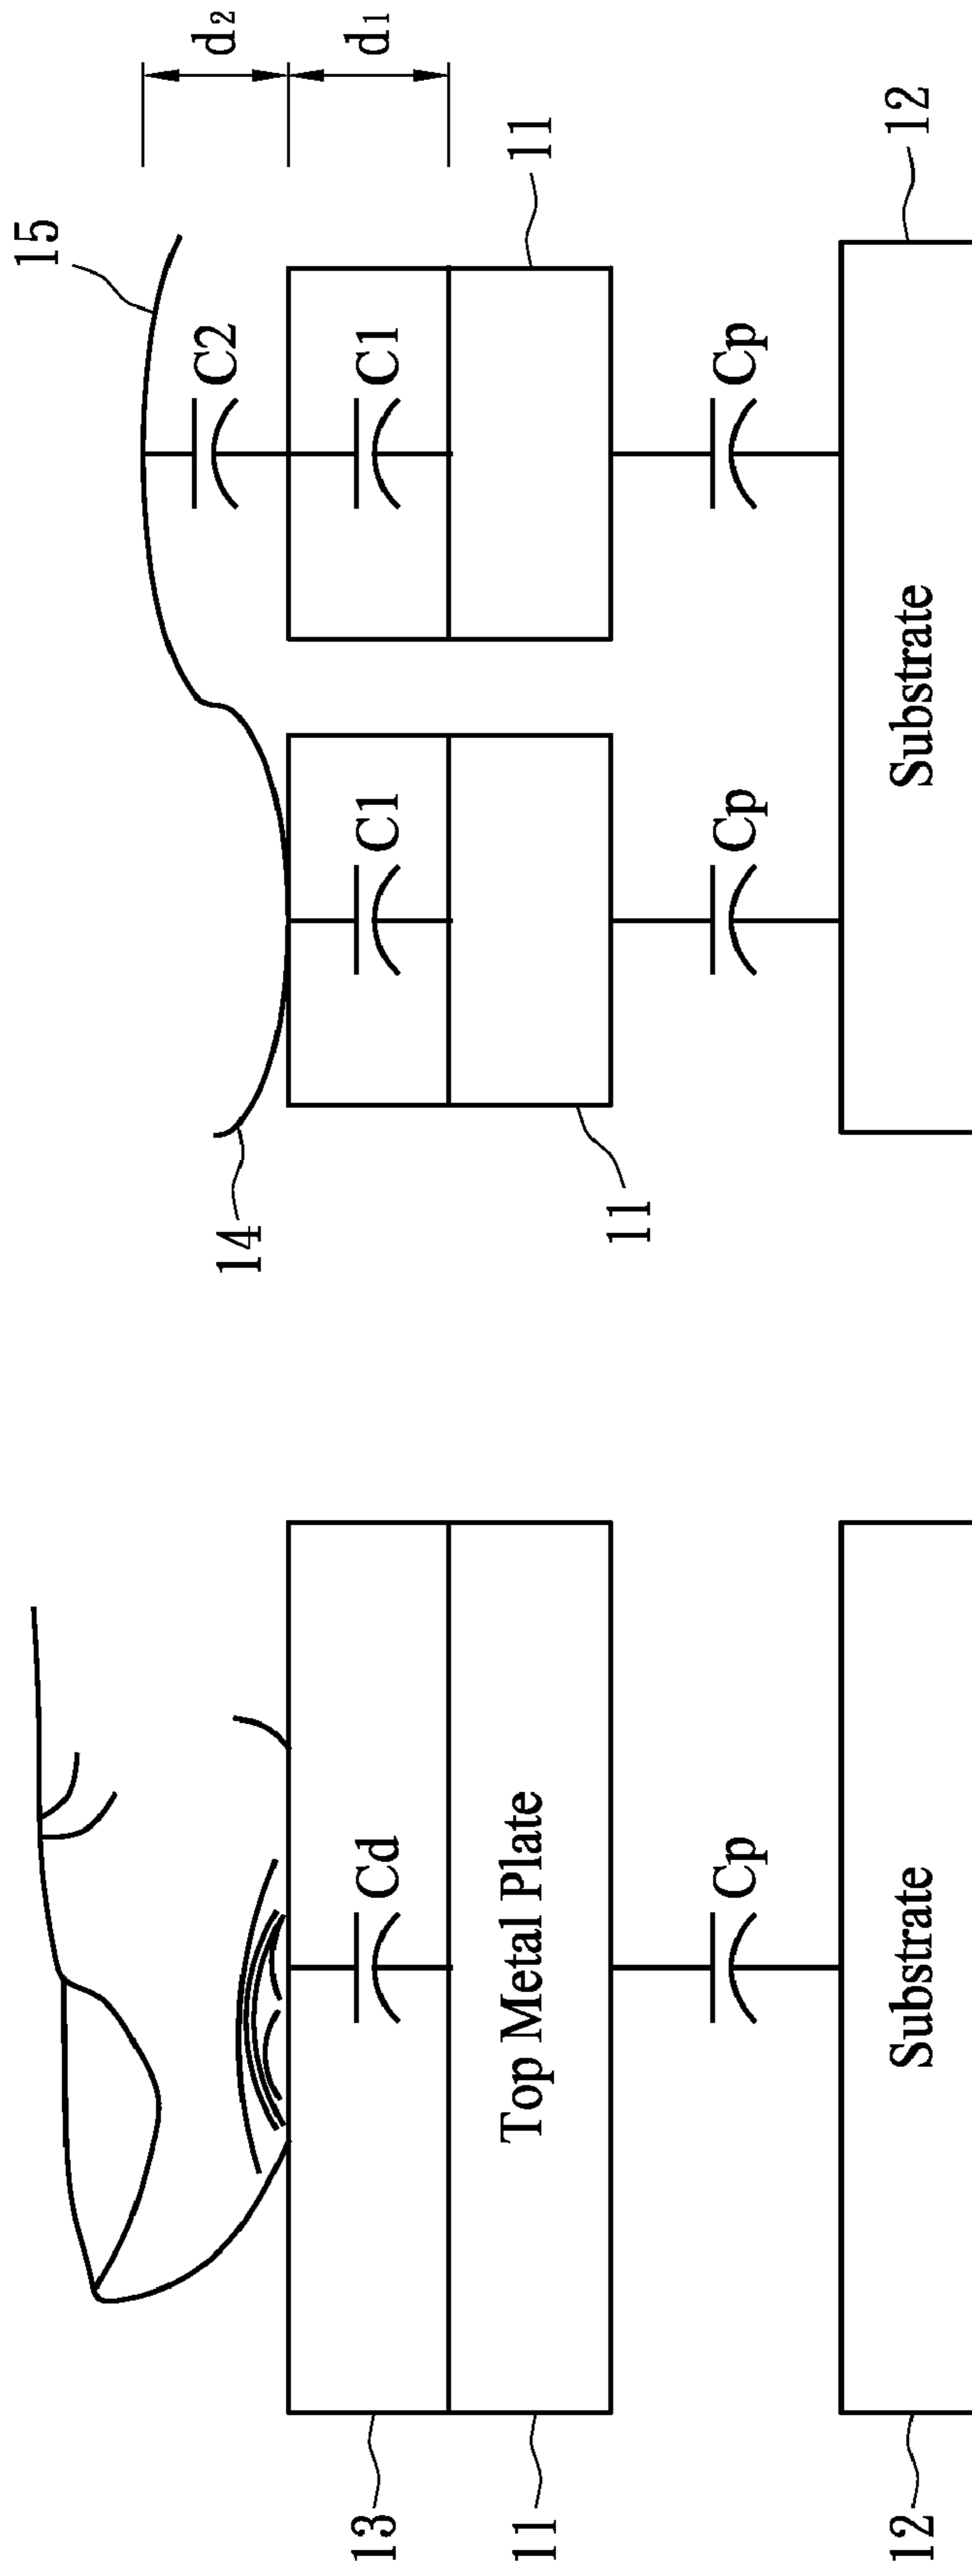 13
11
12
Cd
Top Metal Plate
Cp
Substrate
14
11
C1
Cp
Substrate
15
C2
C1
Cp
11
12
d2
d1